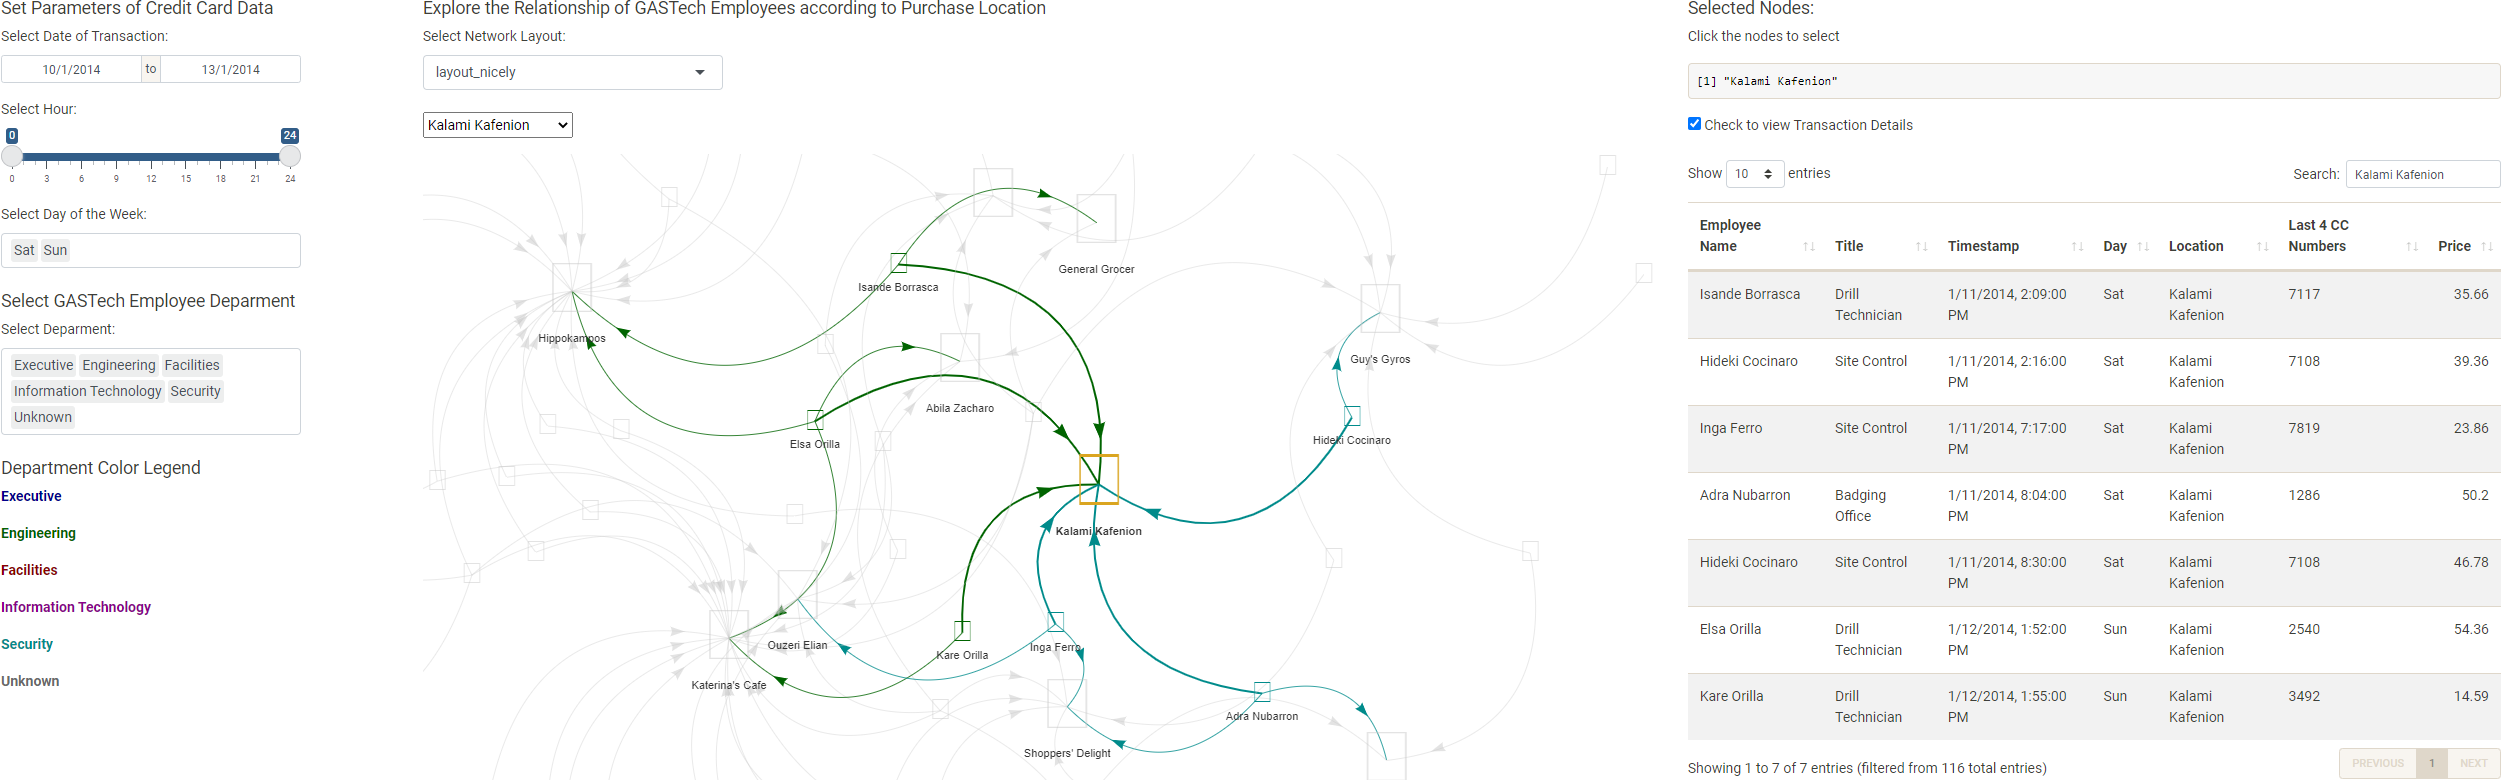 Set Parameters of Credit Card Data
Select Date of Transaction:
10/1/2014 to 13/1/2014
Select Hour:
0 24
0 3 6 9 12 15 18 21 24
Select Day of the Week:
Sat Sun
Select GASTech Employee Deparment
Select Deparment:
Executive Engineering Facilities
Information Technology Security
Unknown
Department Color Legend
Executive
Engineering
Facilities
Information Technology
Security
Unknown
Explore the Relationship of GASTech Employees according to Purchase Location
Select Network Layout:
layout_nicely
Kalami Kafenion
General Grocer
Isande Borrasca
Hippokampos
Guy's Gyros
Abila Zacharo
Elsa Orilla
Hideki Cocinaro
Kalami Kafenion
Ouzeri Elian
Kare Orilla
Inga Ferro
Katerina's Cafe
Adra Nubarron
Shoppers' Delight
Selected Nodes:
Click the nodes to select
[1] "Kalami Kafenion"
Check to view Transaction Details
Show 10 entries
Search: Kalami Kafenion
Employee Last 4 CC
Name Title Timestamp Day Location Numbers Price
Isande Borrasca Drill 1/11/2014, 2:09:00 Sat Kalami 7117 35.66
Technician PM Kafenion
Hideki Cocinaro Site Control 1/11/2014, 2:16:00 Sat Kalami 7108 39.36
PM Kafenion
Inga Ferro Site Control 1/11/2014, 7:17:00 Sat Kalami 7819 23.86
PM Kafenion
Adra Nubarron Badging 1/11/2014, 8:04:00 Sat Kalami 1286 50.2
Office PM Kafenion
Hideki Cocinaro Site Control 1/11/2014, 8:30:00 Sat Kalami 7108 46.78
PM Kafenion
Elsa Orilla Drill 1/12/2014, 1:52:00 Sun Kalami 2540 54.36
Technician PM Kafenion
Kare Orilla Drill 1/12/2014, 1:55:00 Sun Kalami 3492 14.59
Technician PM Kafenion
Showing 1 to 7 of 7 entries (filtered from 116 total entries)
PREVIOUS 1 NEXT